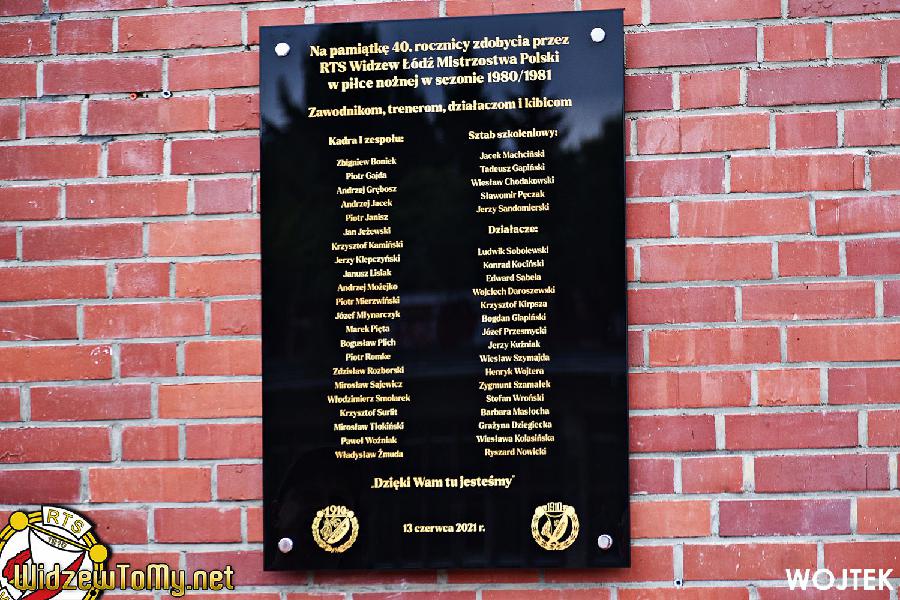 Na pamiątkę 40. rocznicy zdobycia przez
RTS Widzew Łódź Mistrzostwa Polski
w piłce nożnej w sezonie 1980/1981
Zawodnikom, trenerom, działaczom i kibicom
Kadra I zespołu:
Zbigniew Boniek
Piotr Gajda
Andrzej Grębosz
Andrzej Jacek
Piotr Janisz
Jan Jeżewski
Krzysztof Kamiński
Jerzy Klepczyński
Janusz Lisiak
Andrzej Możejko
Piotr Mierzwiński
Józef Młynarczyk
Marek Pięta
Bogusław Plich
Piotr Romke
Zdzisław Rozborski
Mirosław Sajewicz
Włodzimierz Smolarek
Krzysztof Surlit
Mirosław Tłokiński
Paweł Woźniak
Władysław Żmuda
Sztab szkoleniowy:
Jacek Machciński
Tadeusz Gapiński
Wiesław Chodakowski
Sławomir Pęczak
Jerzy Sandomierski
Działacze:
Ludwik Sobolewski
Konrad Kociński
Edward Sabela
Wojciech Daroszewski
Krzysztof Kirpsza
Bogdan Głapiński
Józef Przesmycki
Jerzy Kuźniak
Wiesław Szymajda
Henryk Wojtera
Zygmunt Szamałek
Stefan Wroński
Barbara Masłocha
Grażyna Dzięgiecka
Wiesława Kolasińska
Ryszard Nowicki
„Dzięki Wam tu jesteśmy"
1910
1910
13 czerwca 2021 r.
RTS
1910
WidzewToMy.net
WOJTEK